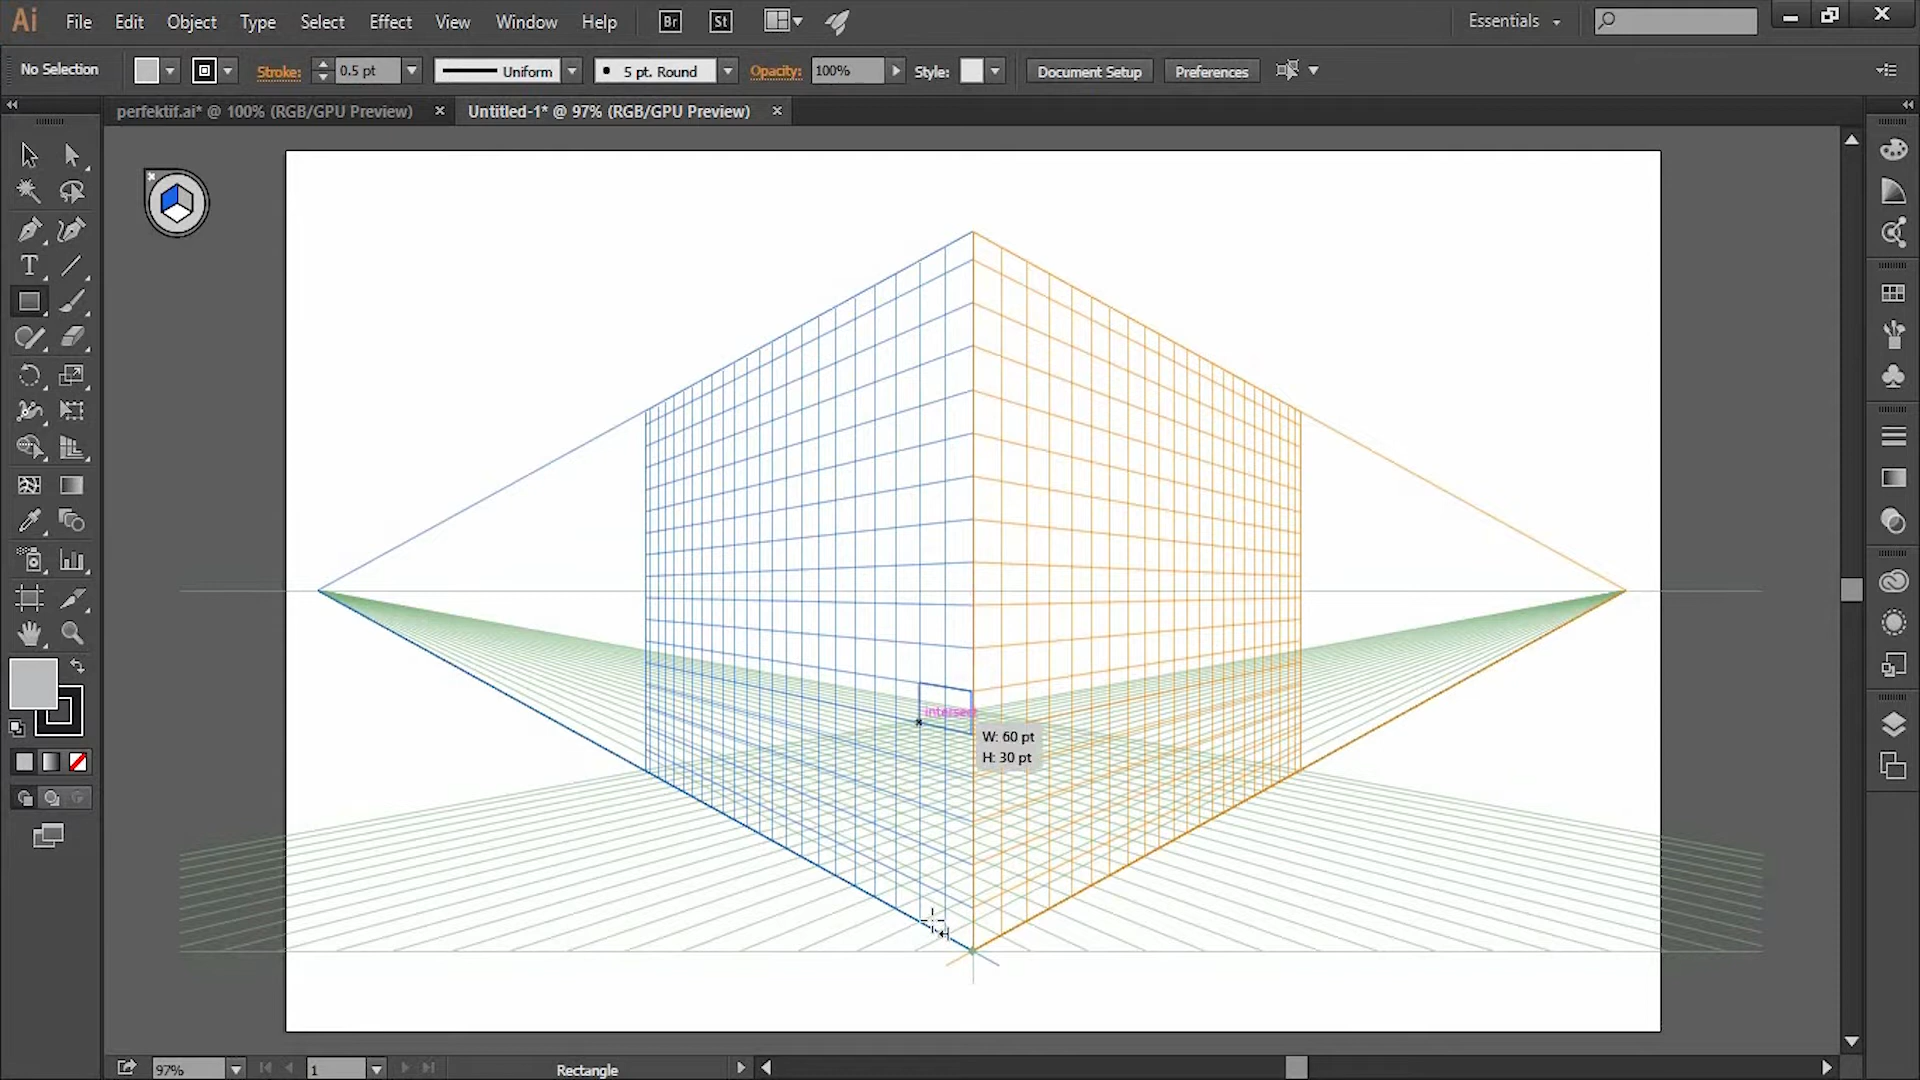 Ai File Edit Object Type Select Effect View Window Help Br St Essentials
No Selection Stroke: 0.5 pt Uniform 5 pt. Round Opacity: 100% Style: Document Setup Preferences
perfektif.ai* @ 100% (RGB/GPU Preview) Untitled-1* @ 97% (RGB/GPU Preview)
intersect
W: 60 pt
H: 30 pt
97% 1 Rectangle